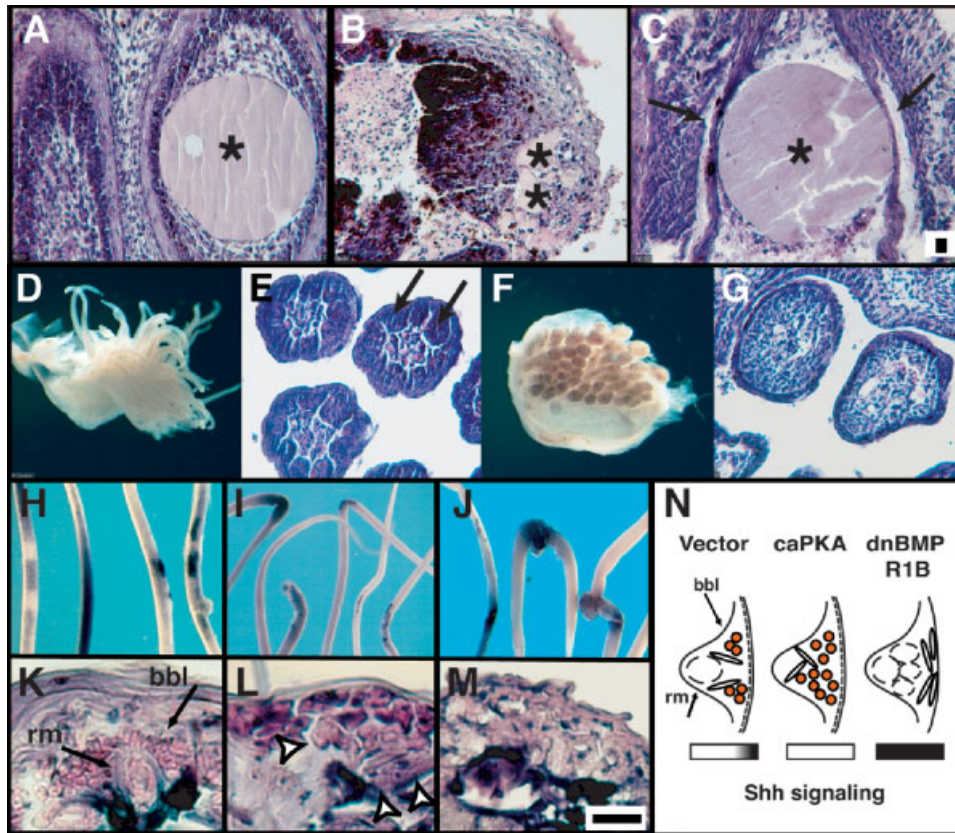 A B C
* * * *
D E F G
H I J N
Vector caPKA dnBMP
R1B
bbl
rm
K bbl L M
rm
Shh signaling